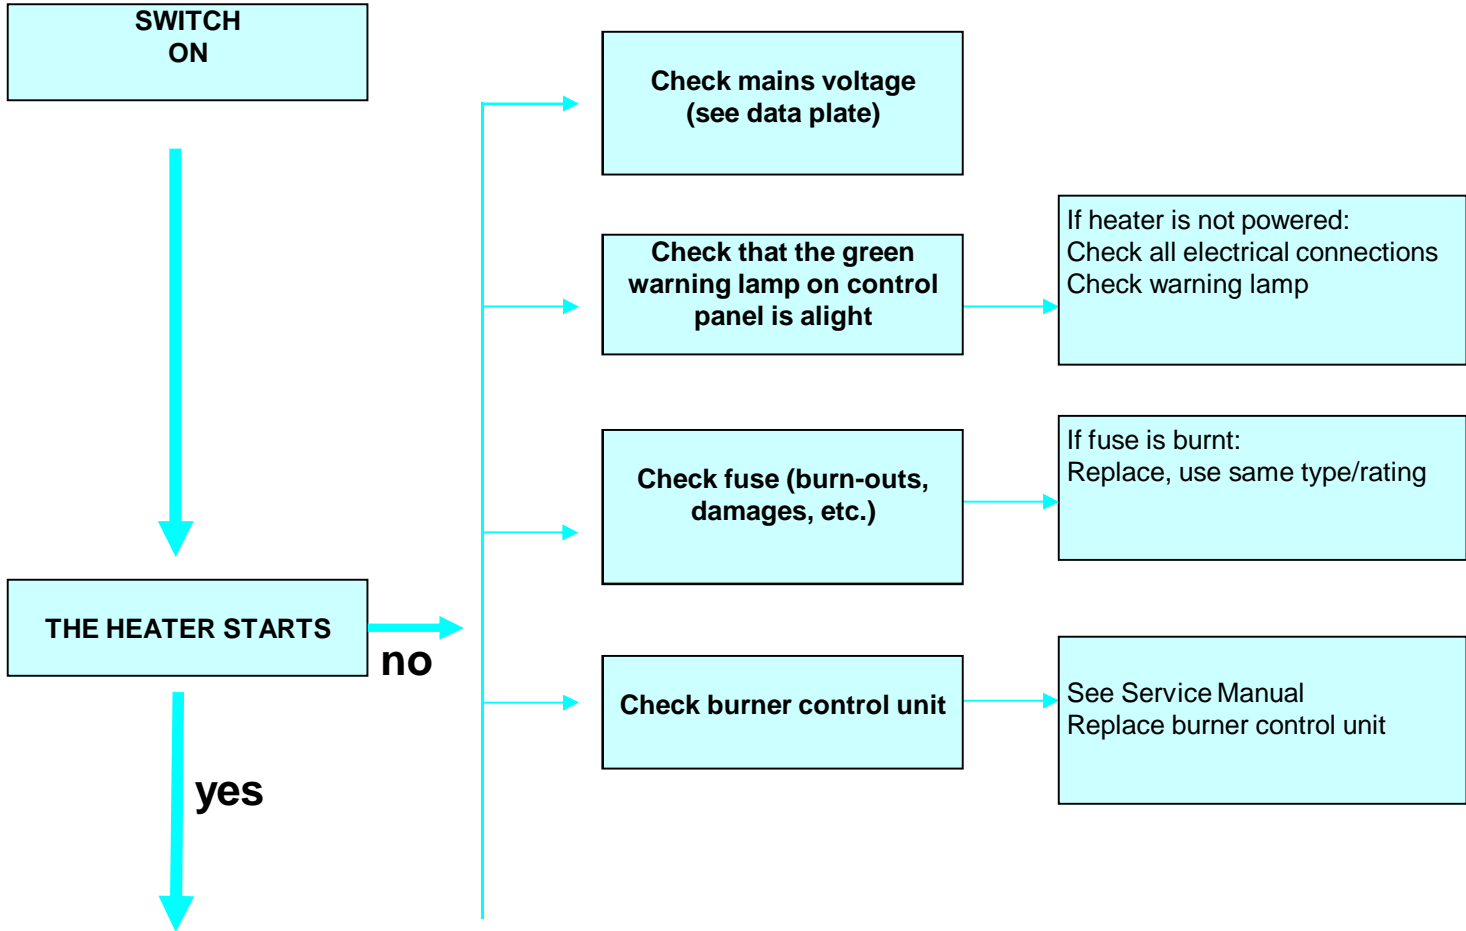 SWITCH
ON
Check mains voltage
(see data plate)
Check that the green
warning lamp on control
panel is alight
If heater is not powered:
Check all electrical connections
Check warning lamp
Check fuse (burn-outs,
damages, etc.)
If fuse is burnt:
Replace, use same type/rating
THE HEATER STARTS
no
Check burner control unit
See Service Manual
Replace burner control unit
yes